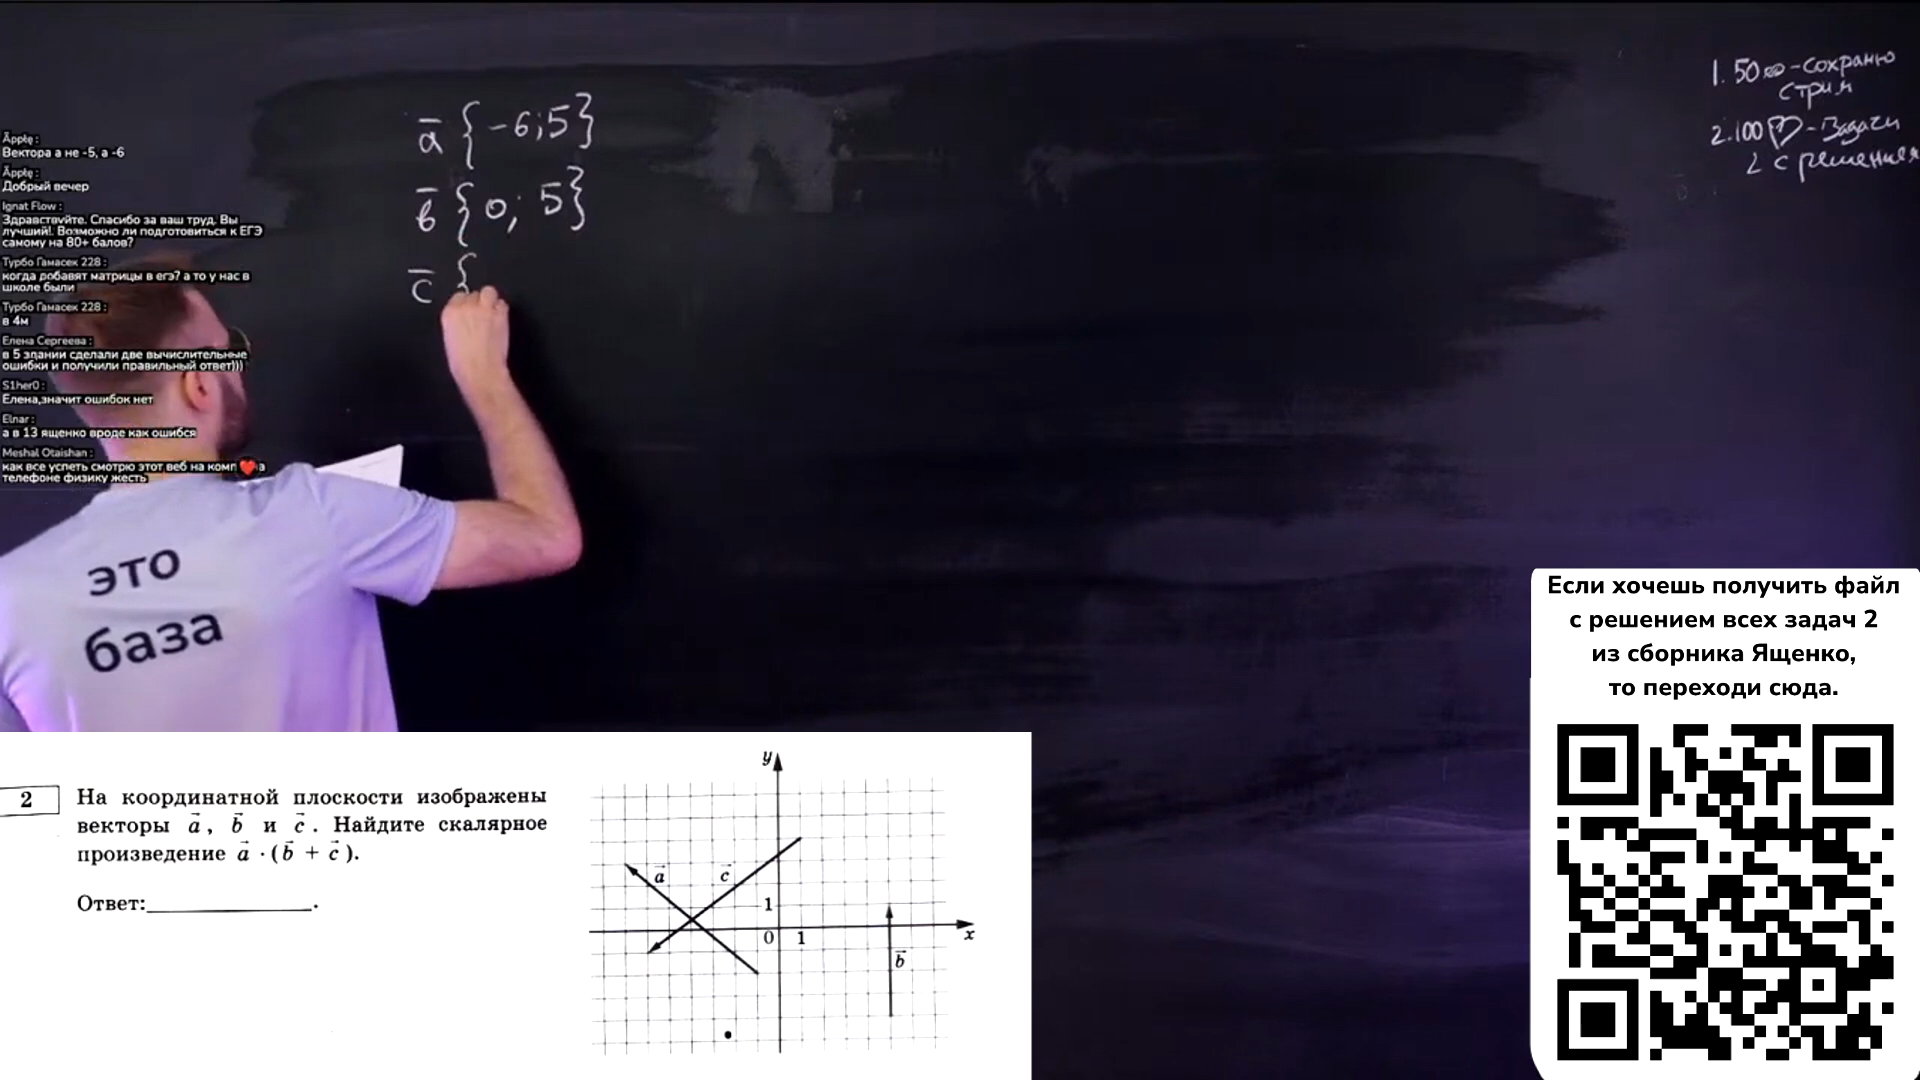 1. 50 - сохраню
стрим
2. 100 - Задачи
2 с решением
ā {-6; 5}
в̄ {0; 5}
c̄ {
Āppłę :
Вектора а не -5, а -6
Āppłę :
Добрый вечер
Ignat Flow :
Здравствуйте. Спасибо за ваш труд. Вы
лучший!. Возможно ли подготовиться к ЕГЭ
самому на 80+ балов?
Турбо Гамасек 228 :
когда добавят матрицы в егэ? а то у нас в
школе были
Турбо Гамасек 228 :
в 4м
Елена Сергеева :
в 5 здании сделали две вычислительные
ошибки и получили правильный ответ)))
S1her0 :
Елена,значит ошибок нет
Elnar :
а в 13 ященко вроде как ошибся
Meshal Otaishan :
как все успеть смотрю этот веб на комп а
телефоне физику жесть
это
база
Если хочешь получить файл
с решением всех задач 2
из сборника Ященко,
то переходи сюда.
2
На координатной плоскости изображены
векторы a⃗, b⃗ и c⃗. Найдите скалярное
произведение a⃗ · (b⃗ + c⃗).
Ответ:____________.
y
a⃗
c⃗
1
0 1
x
b⃗